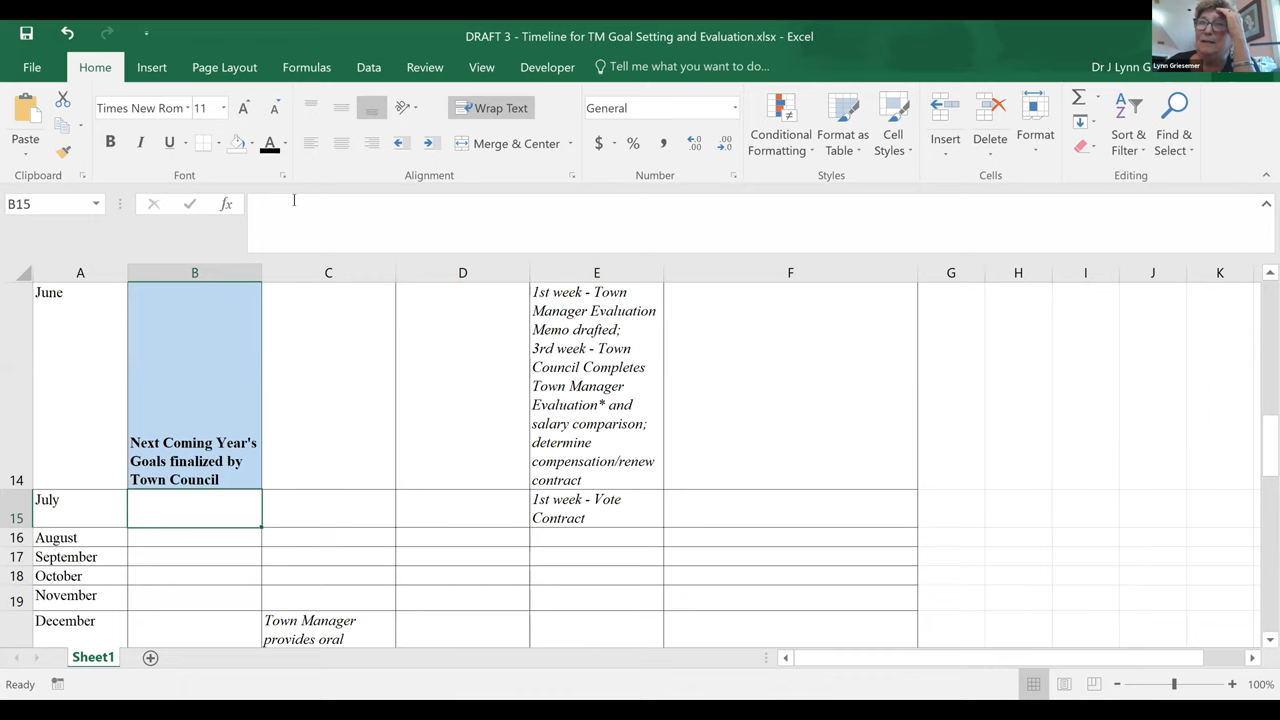 DRAFT 3 - Timeline for TM Goal Setting and Evaluation.xlsx - Excel
Lynn Griesemer
File Home Insert Page Layout Formulas Data Review View Developer Tell me what you want to do... Dr J Lynn G
Times New Rom 11 A A Wrap Text General
Paste B I U A Merge & Center $ % , Conditional Formatting Format as Table Cell Styles Insert Delete Format Sort & Filter Find & Select
Clipboard Font Alignment Number Styles Cells Editing
B15 fx
A B C D E F G H I J K
June
1st week - Town
Manager Evaluation
Memo drafted;
3rd week - Town
Council Completes
Town Manager
Evaluation* and
salary comparison;
determine
compensation/renew
contract
Next Coming Year's
Goals finalized by
Town Council
14
July
1st week - Vote
Contract
15
16 August
17 September
18 October
19 November
December
Town Manager
provides oral
Sheet1
Ready 100%